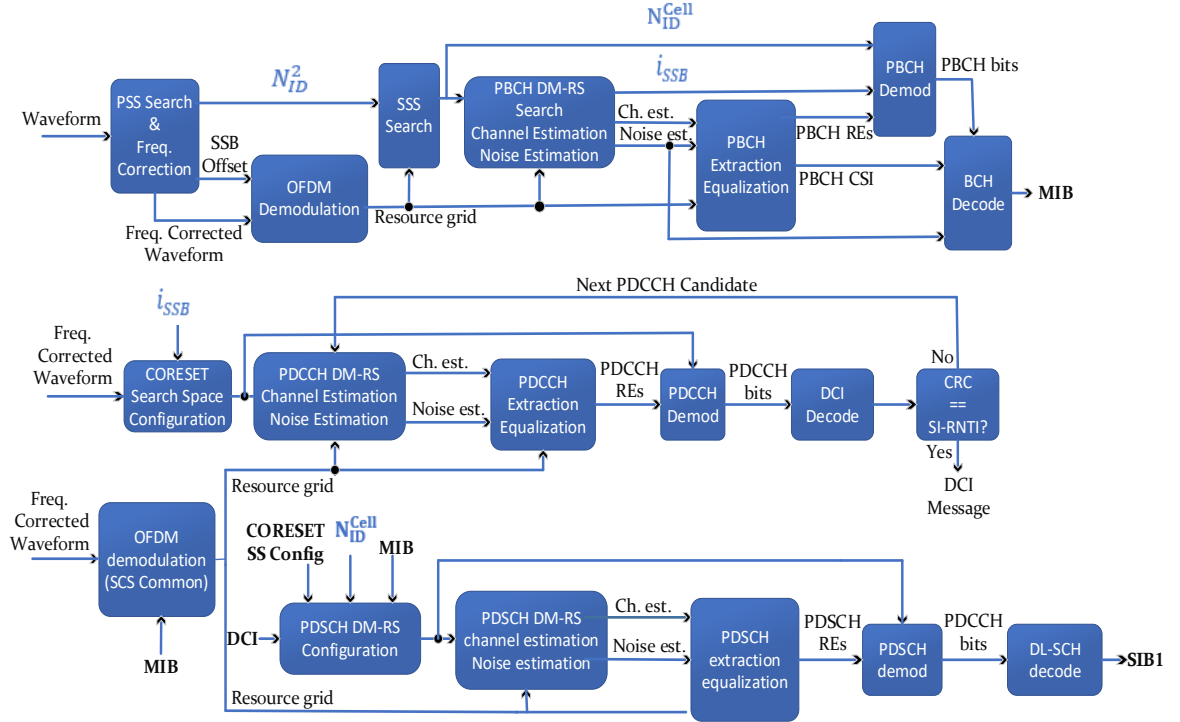 N_ID^Cell
N_ID^2
i_SSB
Waveform
PSS Search
&
Freq.
Correction
SSB
Offset
SSS
Search
PBCH DM-RS
Search
Channel Estimation
Noise Estimation
Ch. est.
Noise est.
PBCH
Demod
PBCH bits
PBCH REs
PBCH
Extraction
Equalization
PBCH CSI
OFDM
Demodulation
Resource grid
Freq. Corrected
Waveform
BCH
Decode
MIB
Next PDCCH Candidate
i_SSB
Freq.
Corrected
Waveform
CORESET
Search Space
Configuration
PDCCH DM-RS
Channel Estimation
Noise Estimation
Ch. est.
Noise est.
PDCCH
Extraction
Equalization
PDCCH
REs
PDCCH
Demod
PDCCH
bits
DCI
Decode
No
CRC
==
SI-RNTI?
Yes
DCI
Message
Resource grid
Freq.
Corrected
Waveform
OFDM
demodulation
(SCS Common)
MIB
CORESET
SS Config
N_ID^Cell
MIB
DCI
PDSCH DM-RS
Configuration
PDSCH DM-RS
channel estimation
Noise estimation
Ch. est.
Noise est.
PDSCH
extraction
equalization
PDSCH
REs
PDSCH
demod
PDCCH
bits
DL-SCH
decode
SIB1
Resource grid